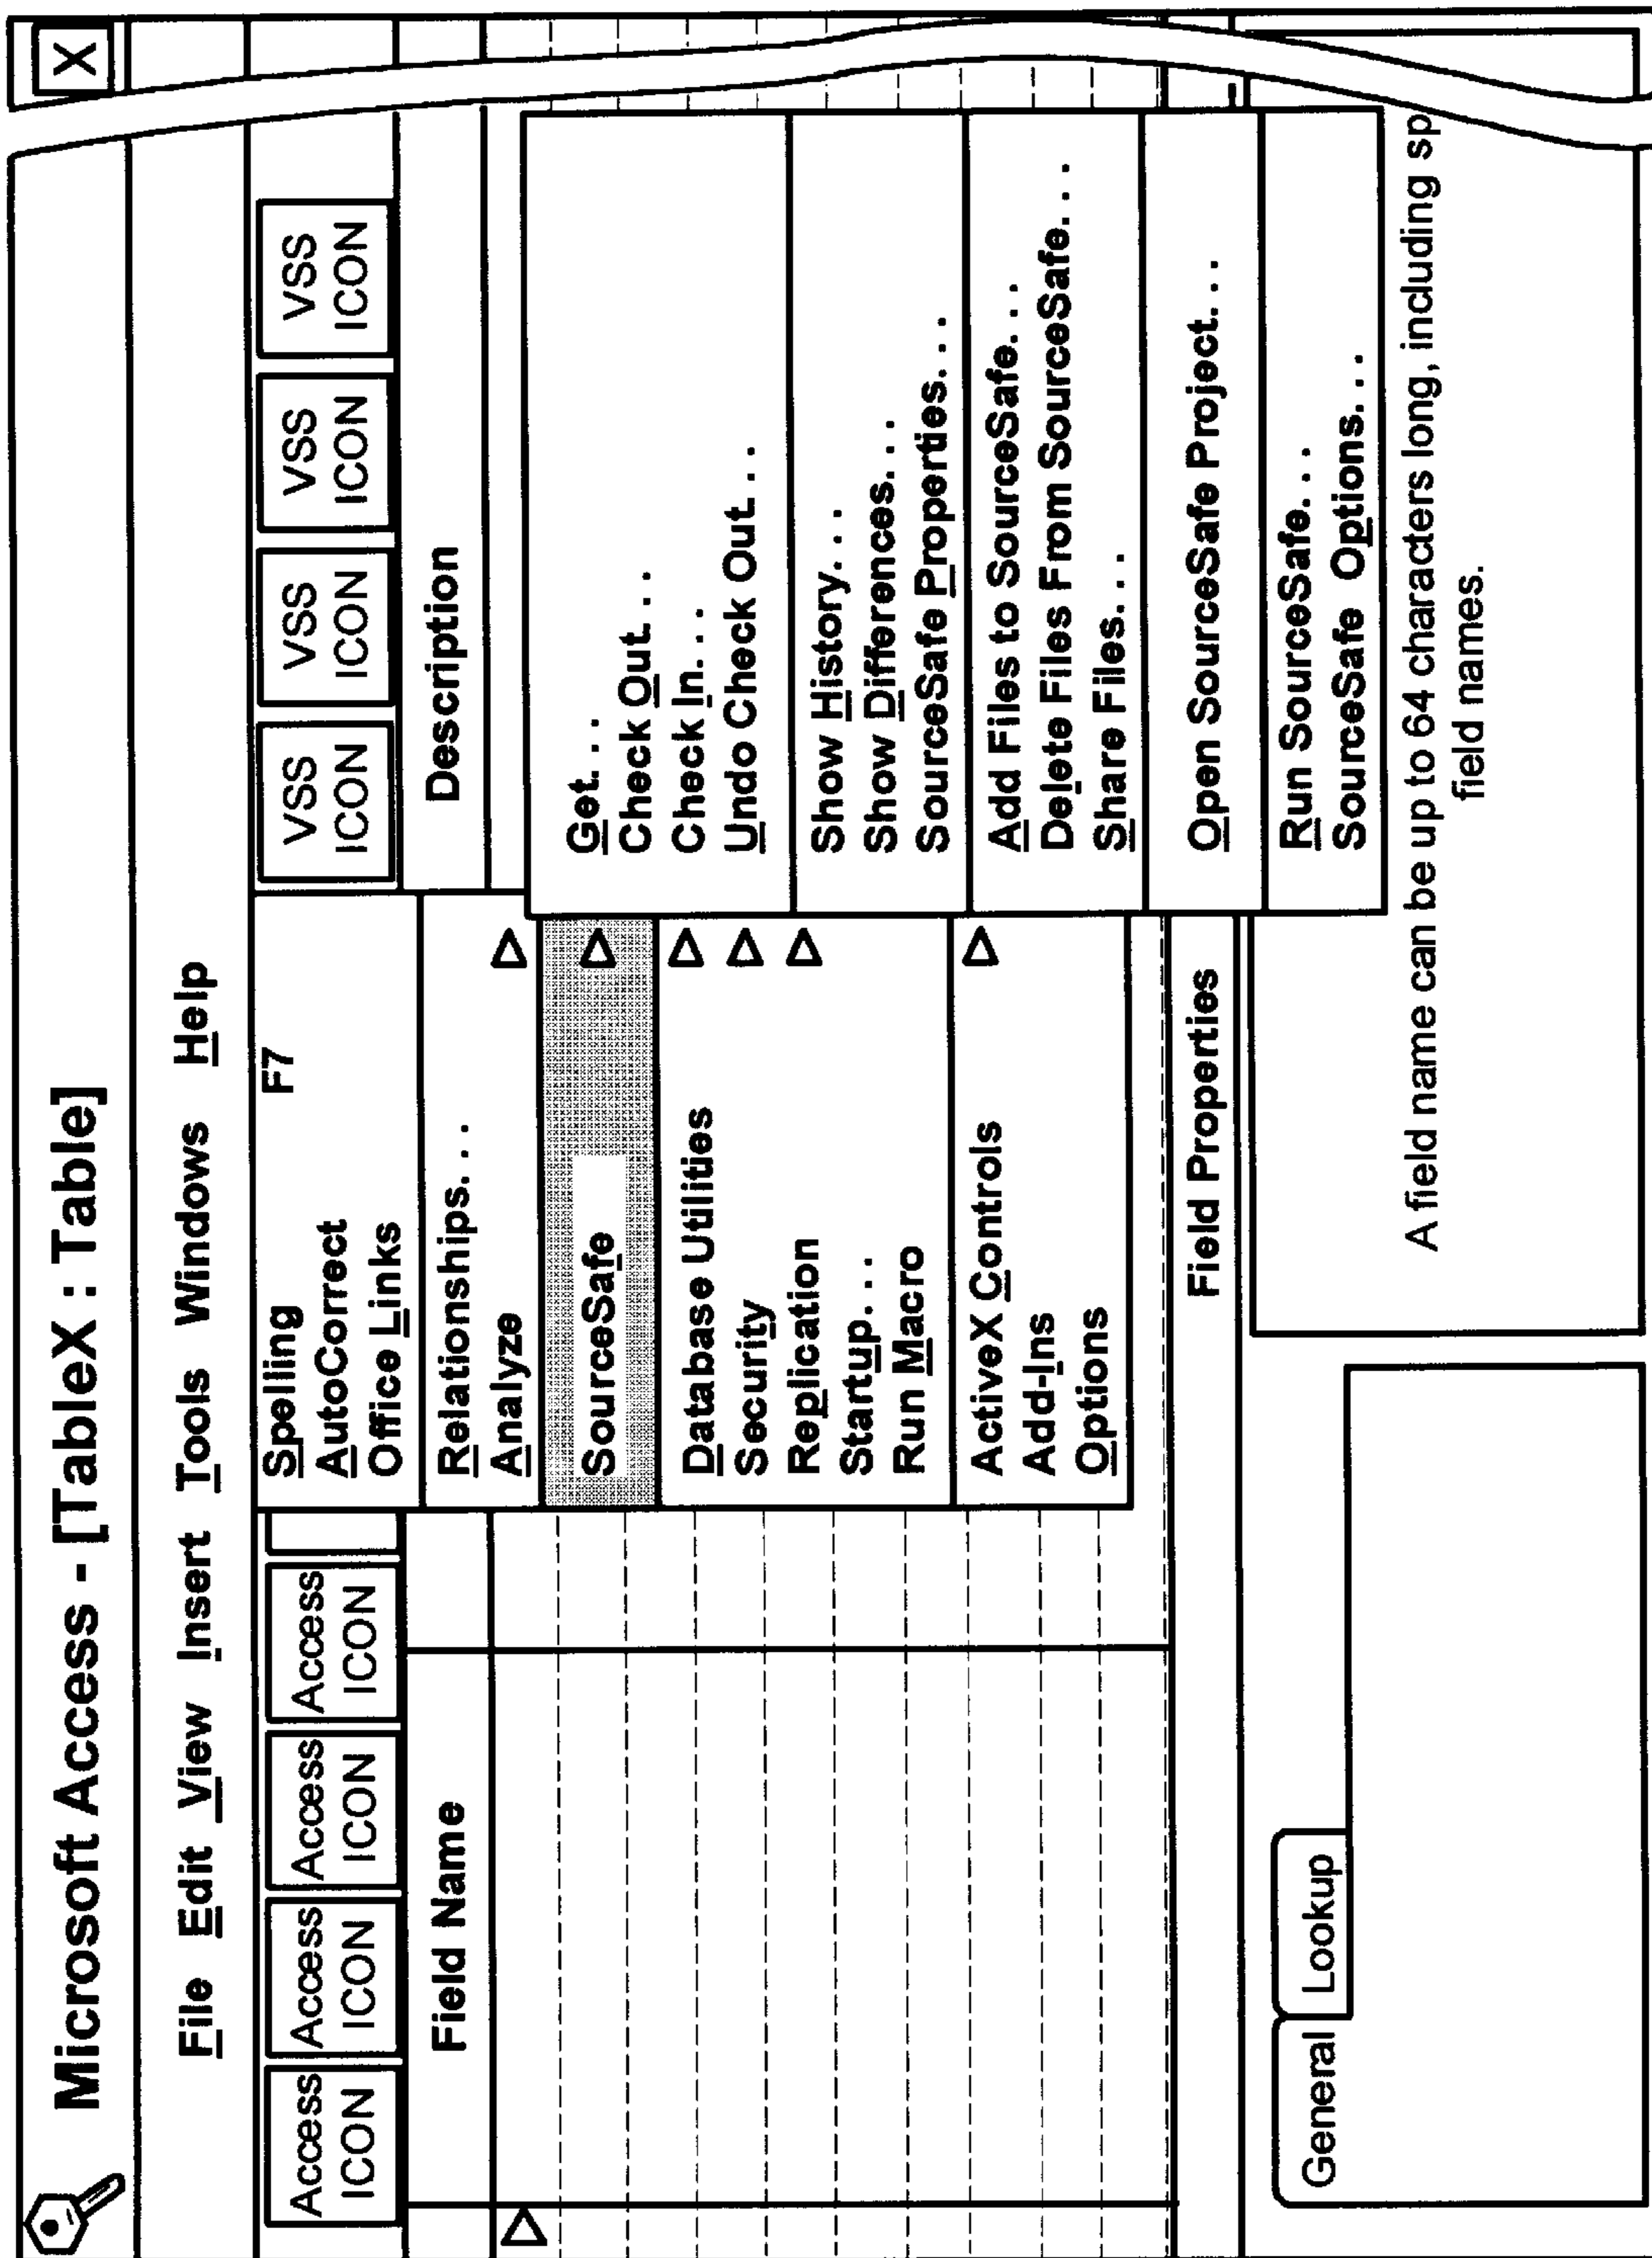 Microsoft Access - [TableX : Table]
X
File Edit View Insert Tools Windows Help
Access ICON
Access ICON
Access ICON
Access ICON
VSS ICON
VSS ICON
VSS ICON
VSS ICON
Field Name
Description
Spelling F7
AutoCorrect
Office Links
Relationships...
Analyze
SourceSafe
Database Utilities
Security
Replication
Startup...
Run Macro
ActiveX Controls
Add-Ins
Options
Get...
Check Out...
Check In...
Undo Check Out...
Show History...
Show Differences...
SourceSafe Properties...
Add Files to SourceSafe...
Delete Files From SourceSafe...
Share Files...
Open SourceSafe Project...
Run SourceSafe...
SourceSafe Options...
Field Properties
General Lookup
A field name can be up to 64 characters long, including sp
field names.